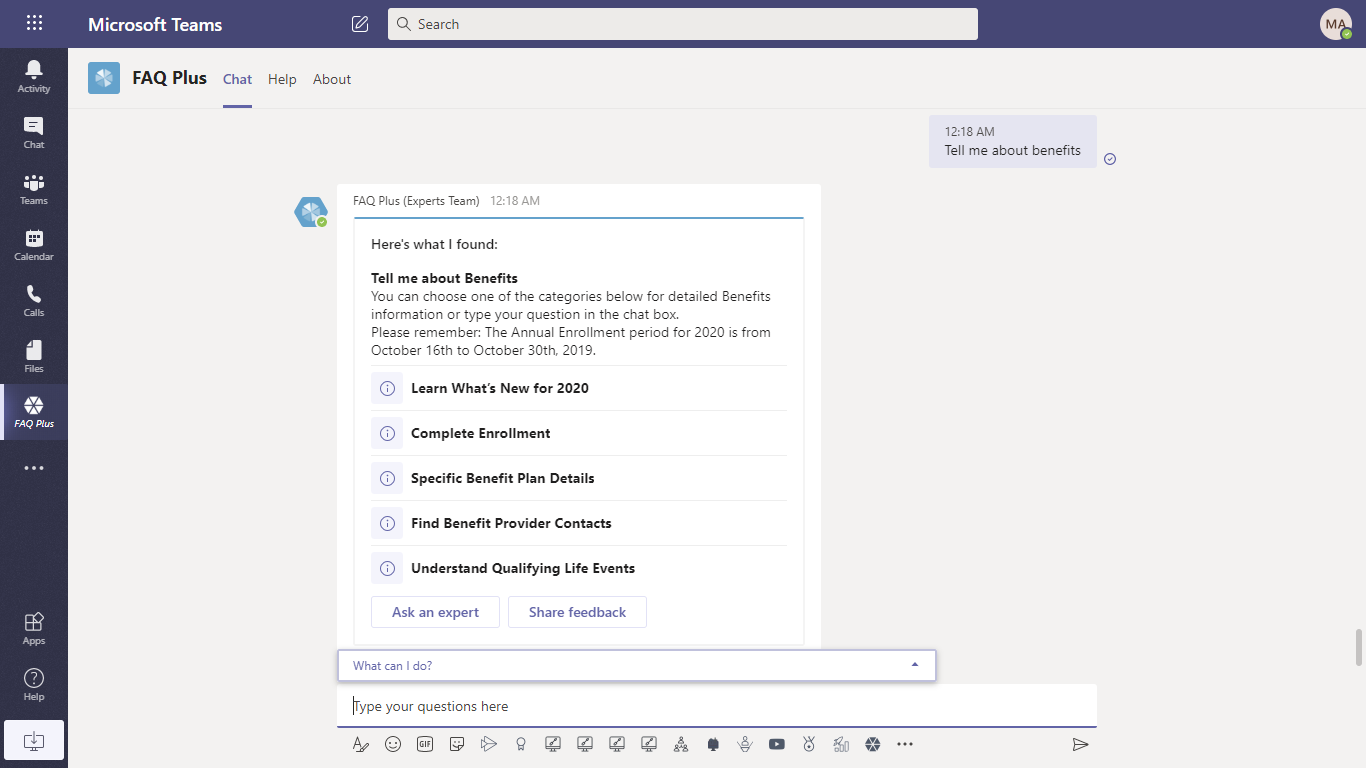 Microsoft Teams
Search
MA
Activity
Chat
Teams
Calendar
Calls
Files
FAQ Plus
Apps
Help
FAQ Plus Chat Help About
12:18 AM
Tell me about benefits
FAQ Plus (Experts Team) 12:18 AM
Here's what I found:
Tell me about Benefits
You can choose one of the categories below for detailed Benefits
information or type your question in the chat box.
Please remember: The Annual Enrollment period for 2020 is from
October 16th to October 30th, 2019.
Learn What's New for 2020
Complete Enrollment
Specific Benefit Plan Details
Find Benefit Provider Contacts
Understand Qualifying Life Events
Ask an expert Share feedback
What can I do?
Type your questions here
GIF